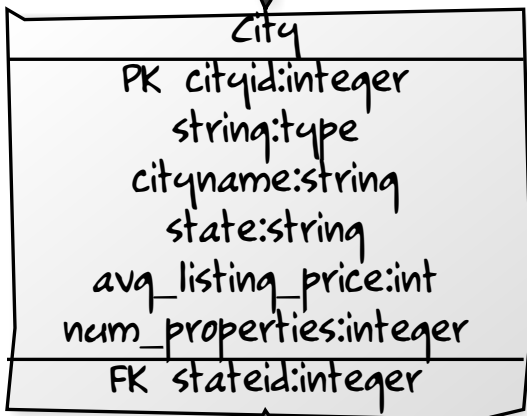 City
PK cityid:integer
string:type
cityname:string
state:string
avg_listing_price:int
num_properties:integer
FK stateid:integer